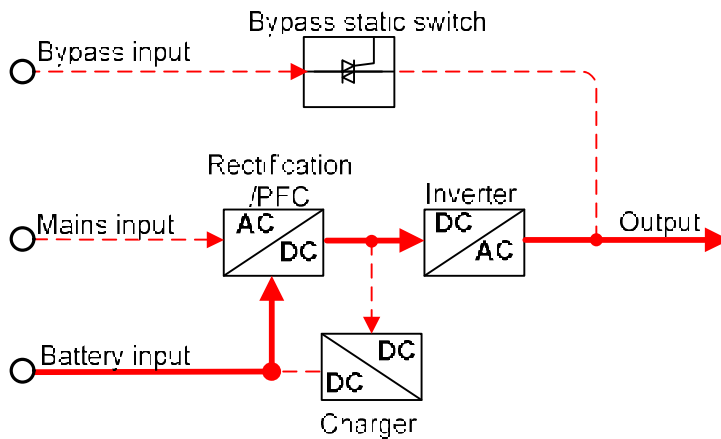 Bypass static switch
Bypass input
Rectification
/PFC
Inverter
Mains input
AC
DC
DC
AC
Output
Battery input
DC
DC
Charger